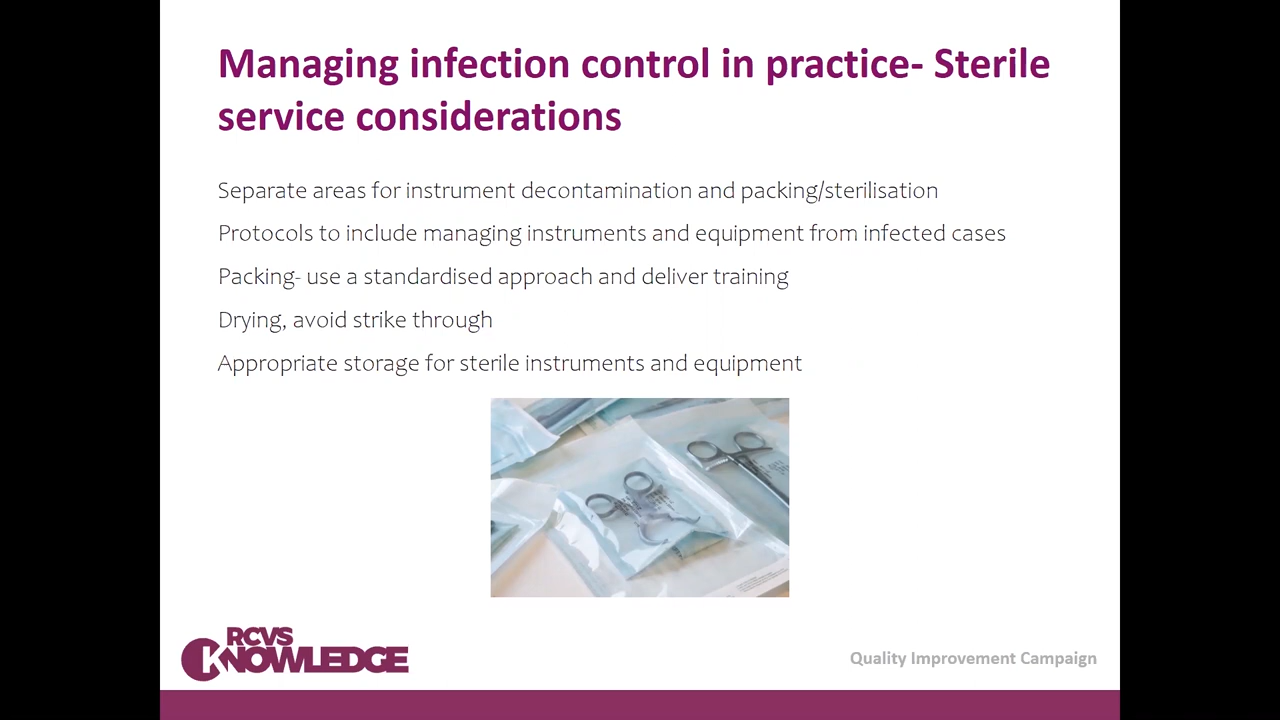 Managing infection control in practice- Sterile
service considerations
Separate areas for instrument decontamination and packing/sterilisation
Protocols to include managing instruments and equipment from infected cases
Packing- use a standardised approach and deliver training
Drying, avoid strike through
Appropriate storage for sterile instruments and equipment
RCVS
KNOWLEDGE
Quality Improvement Campaign